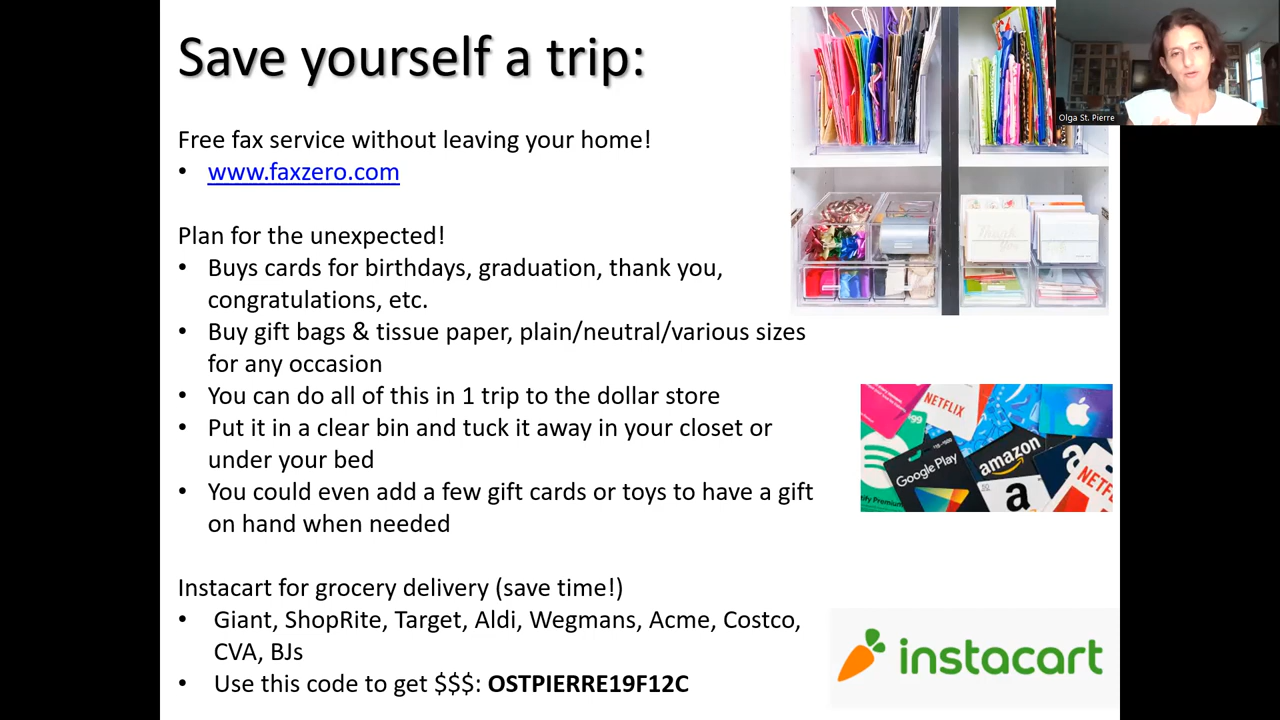 Save yourself a trip:
Free fax service without leaving your home!
• www.faxzero.com
Plan for the unexpected!
• Buys cards for birthdays, graduation, thank you,
congratulations, etc.
• Buy gift bags & tissue paper, plain/neutral/various sizes
for any occasion
• You can do all of this in 1 trip to the dollar store
• Put it in a clear bin and tuck it away in your closet or
under your bed
• You could even add a few gift cards or toys to have a gift
on hand when needed
Instacart for grocery delivery (save time!)
• Giant, ShopRite, Target, Aldi, Wegmans, Acme, Costco,
CVA, BJs
• Use this code to get $$$: OSTPIERRE19F12C
Olga St. Pierre
Thank
you
NETFLIX
Google Play
amazon
a
a
NETF
instacart